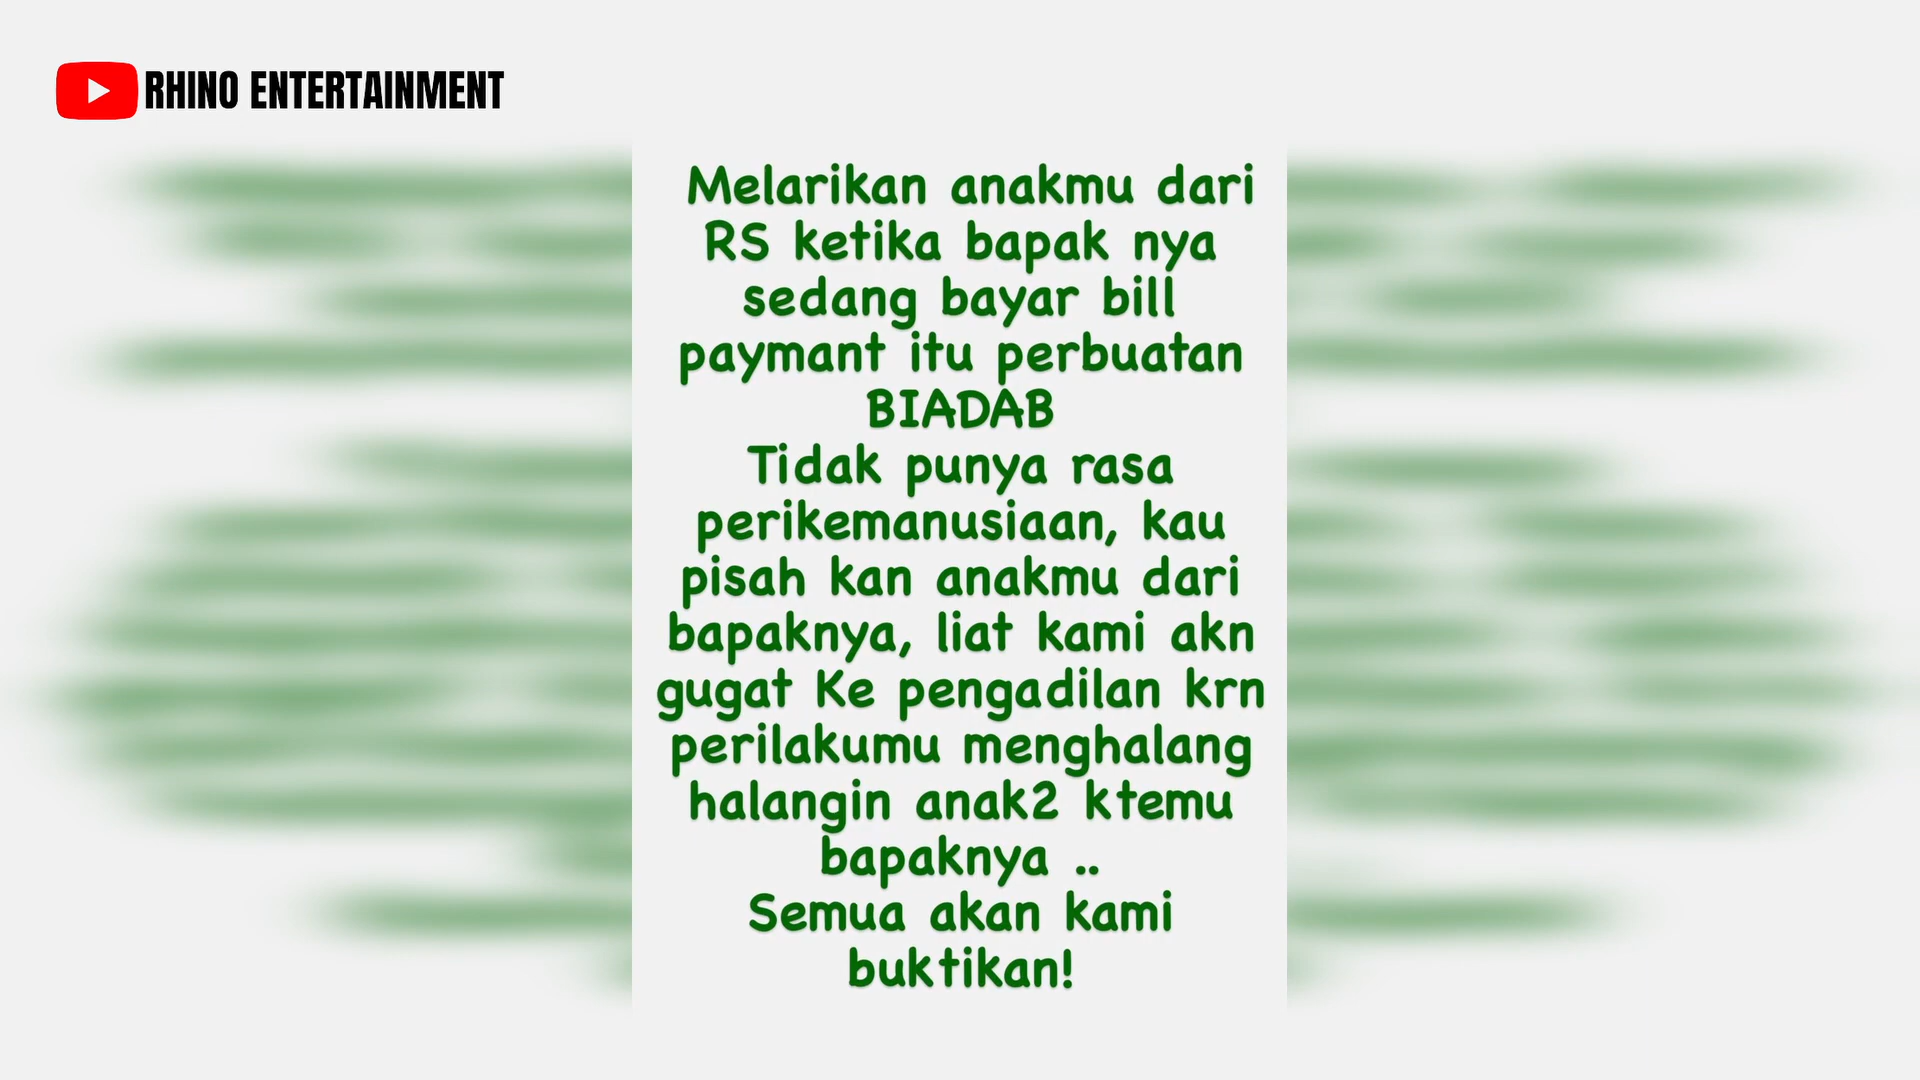 RHINO ENTERTAINMENT
Melarikan anakmu dari
RS ketika bapak nya
sedang bayar bill
paymant itu perbuatan
BIADAB
Tidak punya rasa
perikemanusiaan, kau
pisah kan anakmu dari
bapaknya, liat kami akn
gugat Ke pengadilan krn
perilakumu menghalang
halangin anak2 ktemu
bapaknya ..
Semua akan kami
buktikan!